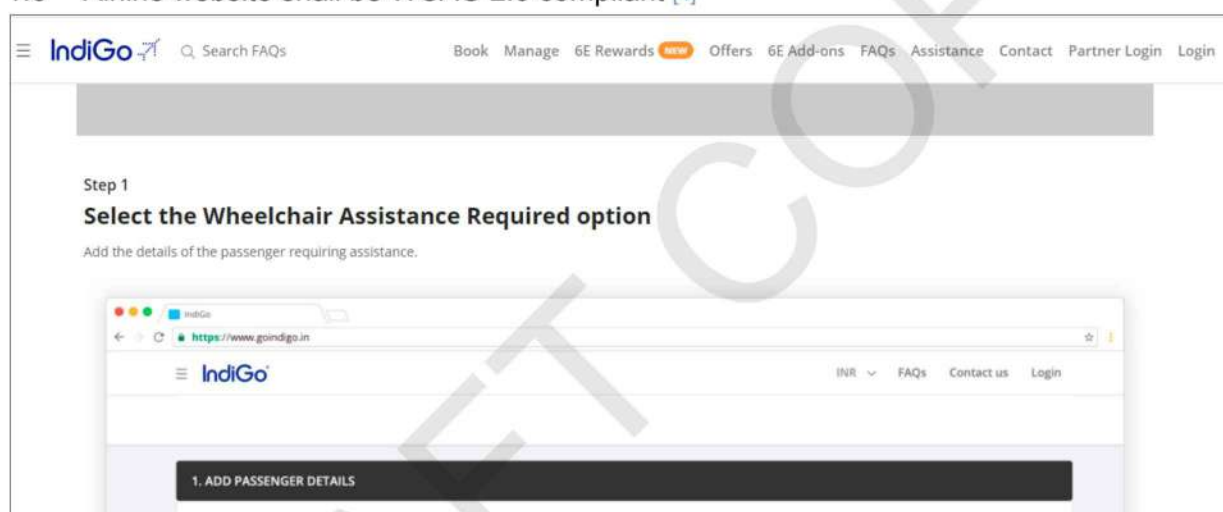 IndiGo Search FAQs Book Manage 6E Rewards NEW Offers 6E Add-ons FAQs Assistance Contact Partner Login Login
Step 1
Select the Wheelchair Assistance Required option
Add the details of the passenger requiring assistance.
IndiGo
https://www.goindigo.in
IndiGo INR FAQs Contact us Login
1. ADD PASSENGER DETAILS